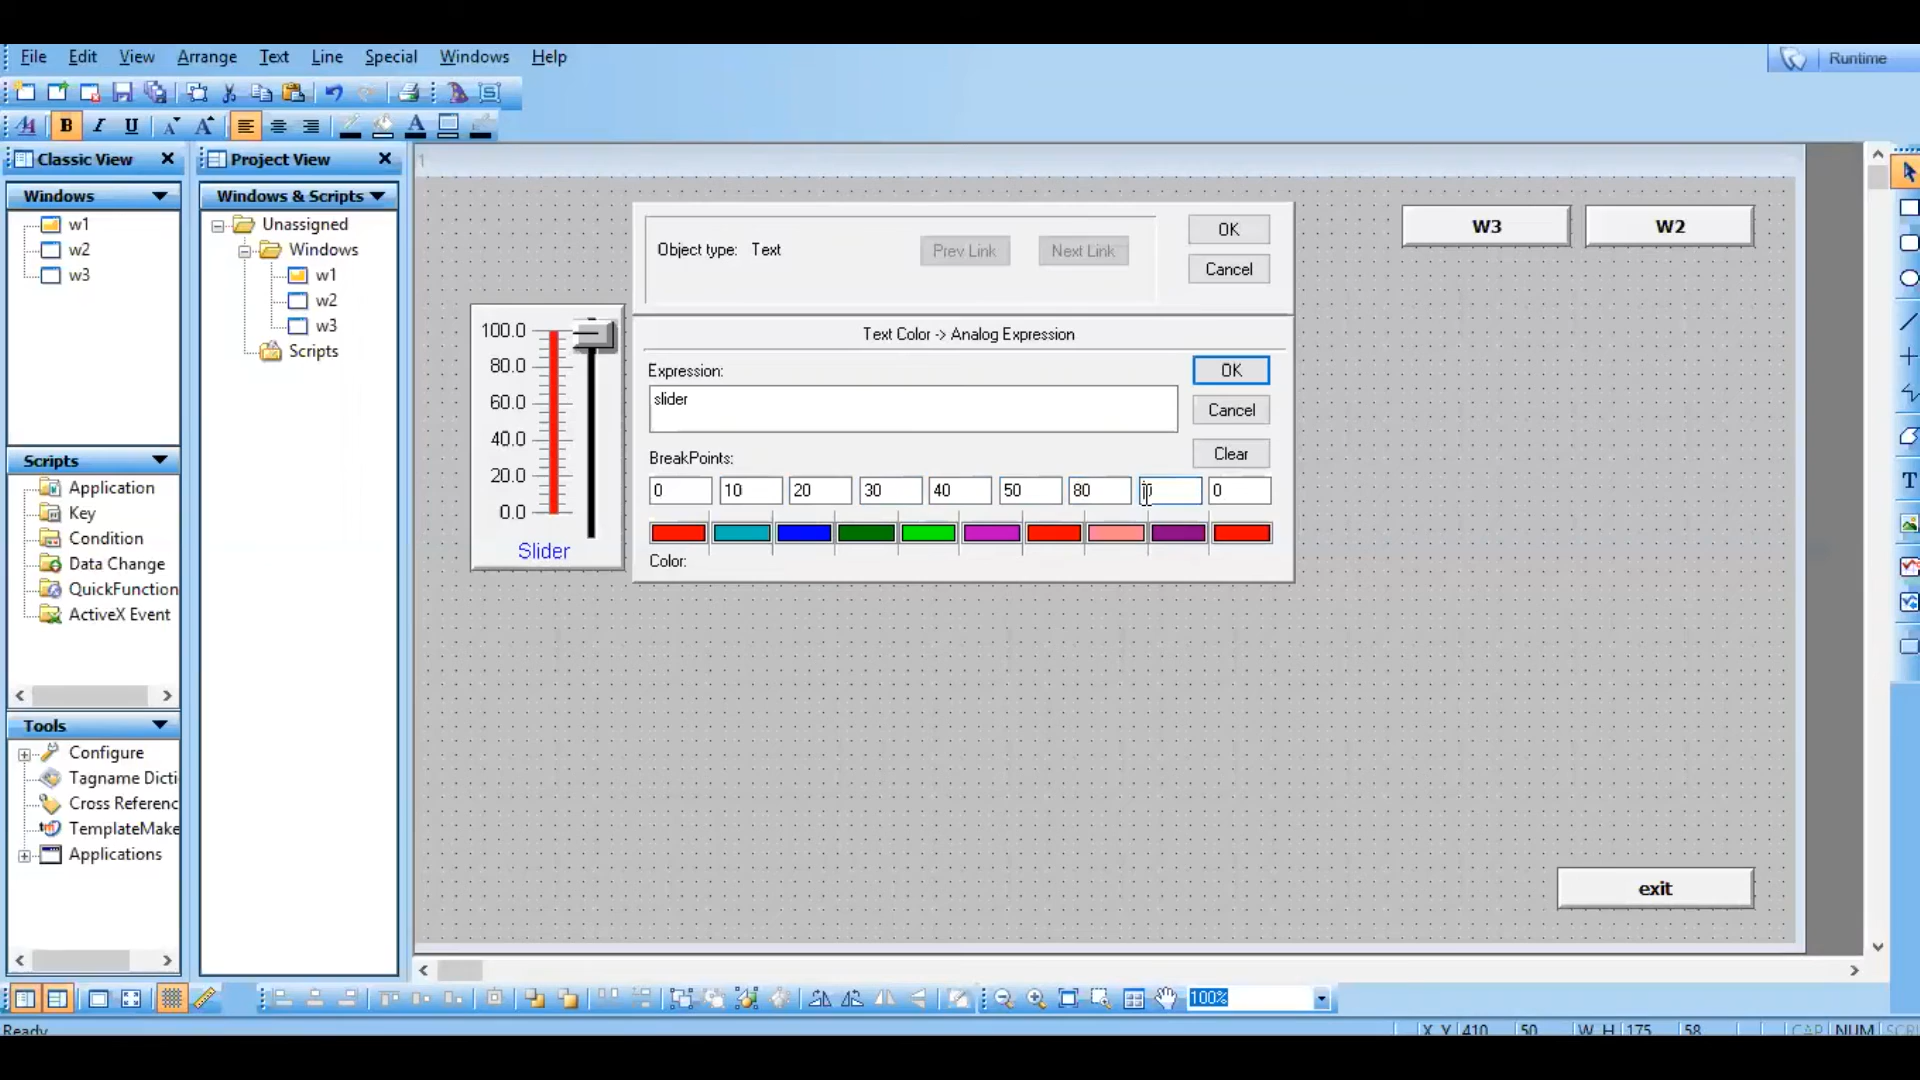 File Edit View Arrange Text Line Special Windows Help
Runtime
B I U
Classic View
Project View
Windows
Windows & Scripts
w1
w2
w3
Unassigned
Windows
w1
w2
w3
Scripts
1
Object type: Text
Prev Link
Next Link
OK
Cancel
W3
W2
Text Color -> Analog Expression
Expression:
OK
slider
Cancel
BreakPoints:
Clear
0 10 20 30 40 50 80 0 0
Color:
100.0
80.0
60.0
40.0
20.0
0.0
Slider
Scripts
Application
Key
Condition
Data Change
QuickFunction
ActiveX Event
Tools
Configure
Tagname Dicti
Cross Referenc
TemplateMake
Applications
exit
100%
Ready
X, Y 410 50 W, H 175 58 CAP NUM SCR